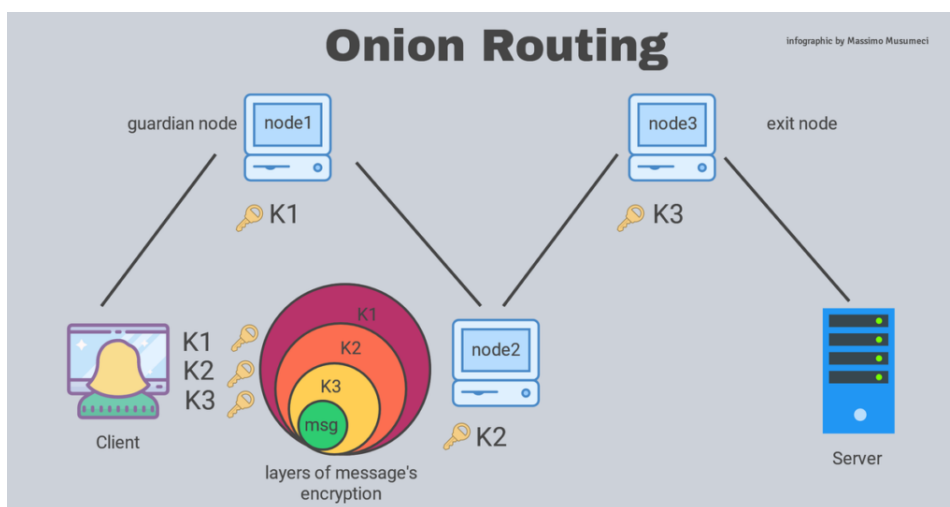 Onion Routing
infographic by Massimo Musumeci
guardian node
node1
node3
exit node
K1
K3
K1
K2
K3
K1
K2
K3
msg
node2
K2
Client
layers of message's
encryption
Server